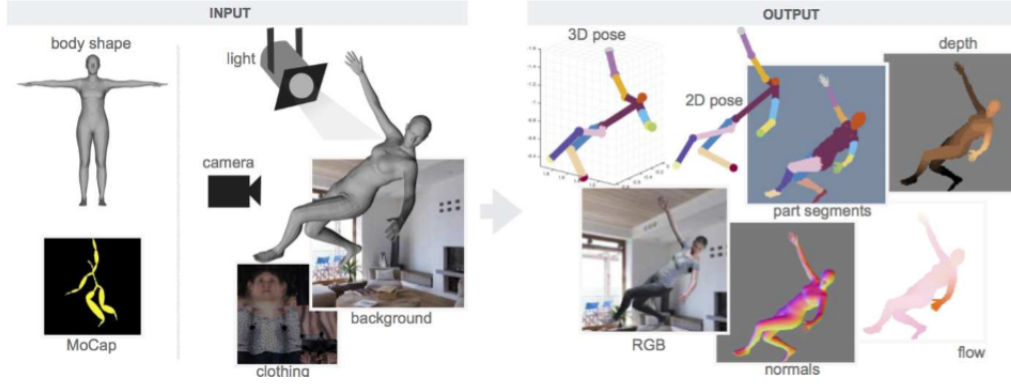 INPUT
body shape
light
camera
MoCap
clothing
background
OUTPUT
3D pose
2D pose
depth
part segments
RGB
normals
flow